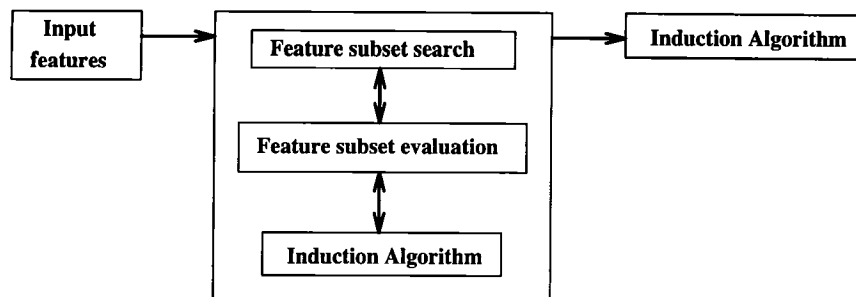 Input
features
Feature subset search
Feature subset evaluation
Induction Algorithm
Induction Algorithm